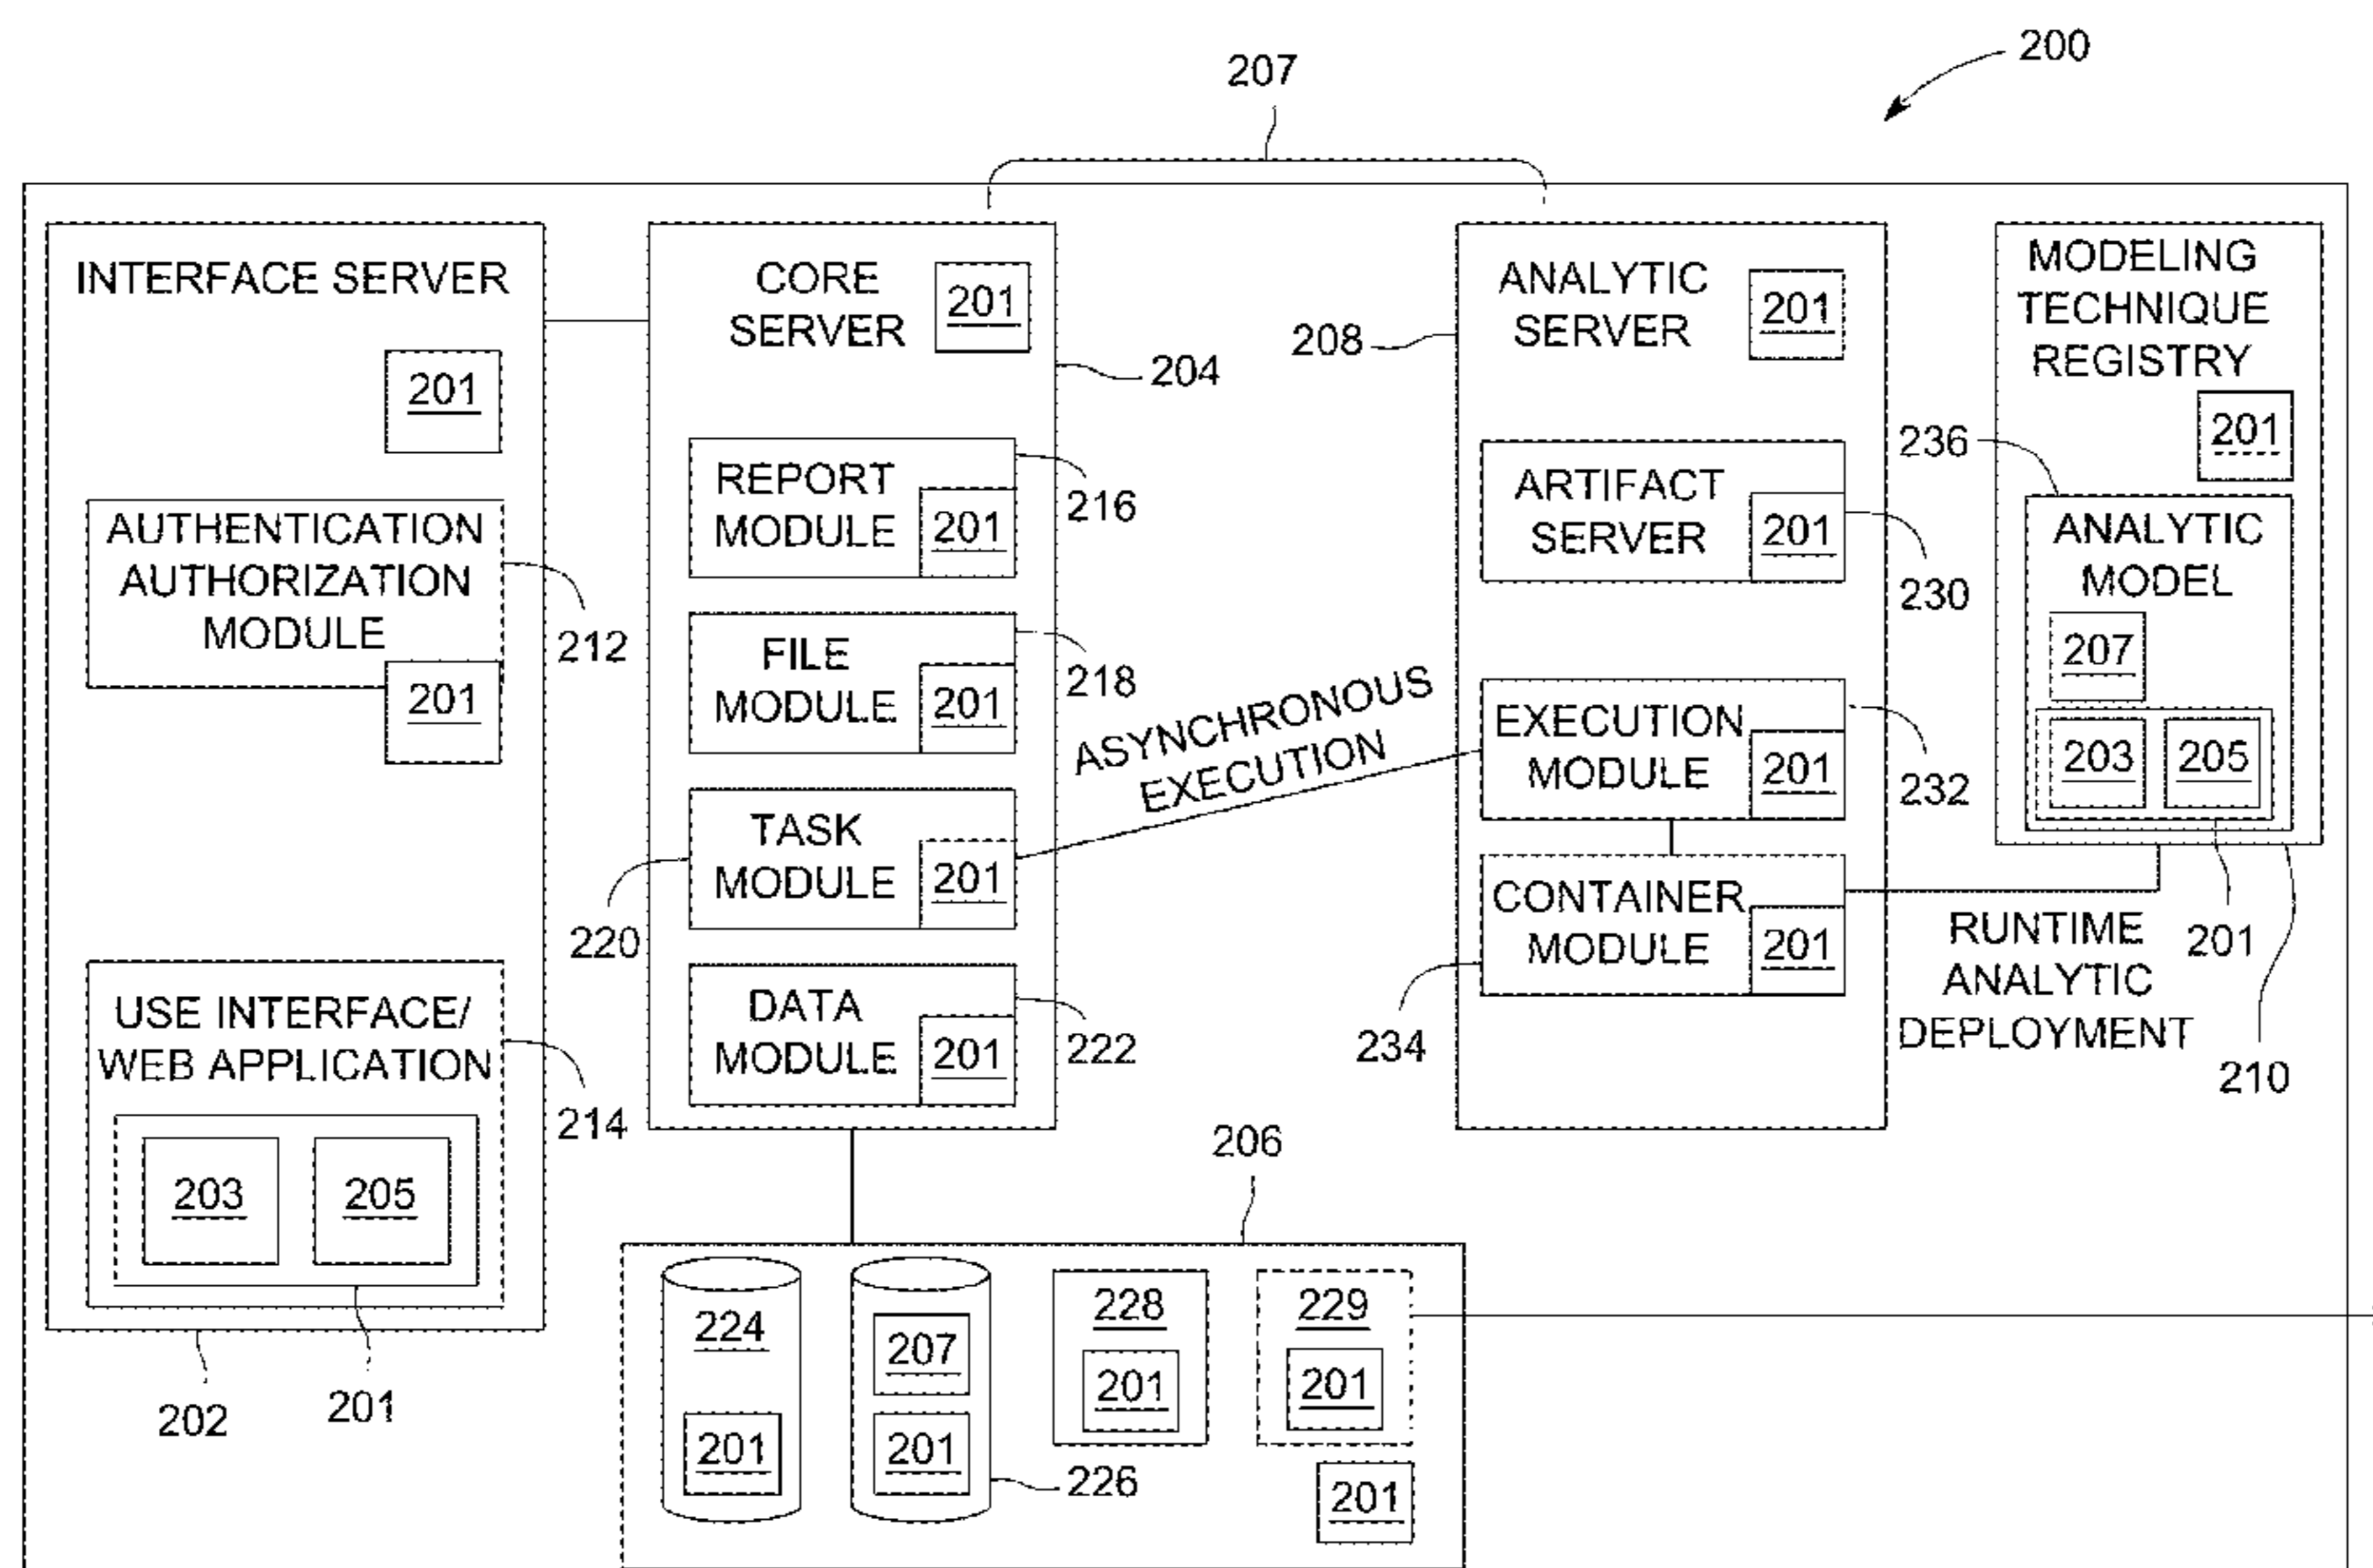 200
207
INTERFACE SERVER
201
AUTHENTICATION
AUTHORIZATION
MODULE
201
212
USE INTERFACE/
WEB APPLICATION
203
205
214
202
201
CORE
SERVER
201
204
REPORT
MODULE
201
216
FILE
MODULE
201
218
TASK
MODULE
201
220
DATA
MODULE
201
222
ASYNCHRONOUS
EXECUTION
208
ANALYTIC
SERVER
201
ARTIFACT
SERVER
201
230
EXECUTION
MODULE
201
232
CONTAINER
MODULE
201
234
MODELING
TECHNIQUE
REGISTRY
201
236
ANALYTIC
MODEL
207
203
205
201
210
RUNTIME
ANALYTIC
DEPLOYMENT
206
224
201
207
201
226
228
201
229
201
201